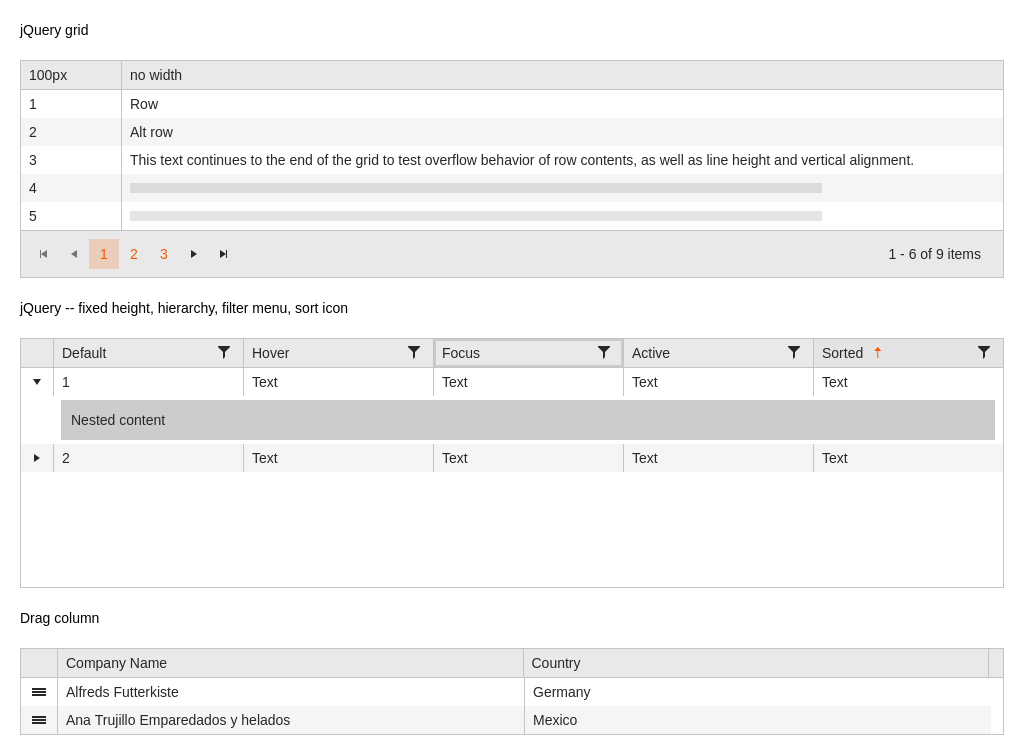 jQuery grid
100px no width
1 Row
2 Alt row
3 This text continues to the end of the grid to test overflow behavior of row contents, as well as line height and vertical alignment.
4
5
1 2 3 1 - 6 of 9 items
jQuery -- fixed height, hierarchy, filter menu, sort icon
Default Hover Focus Active Sorted
1 Text Text Text Text
Nested content
2 Text Text Text Text
Drag column
Company Name Country
Alfreds Futterkiste Germany
Ana Trujillo Emparedados y helados Mexico